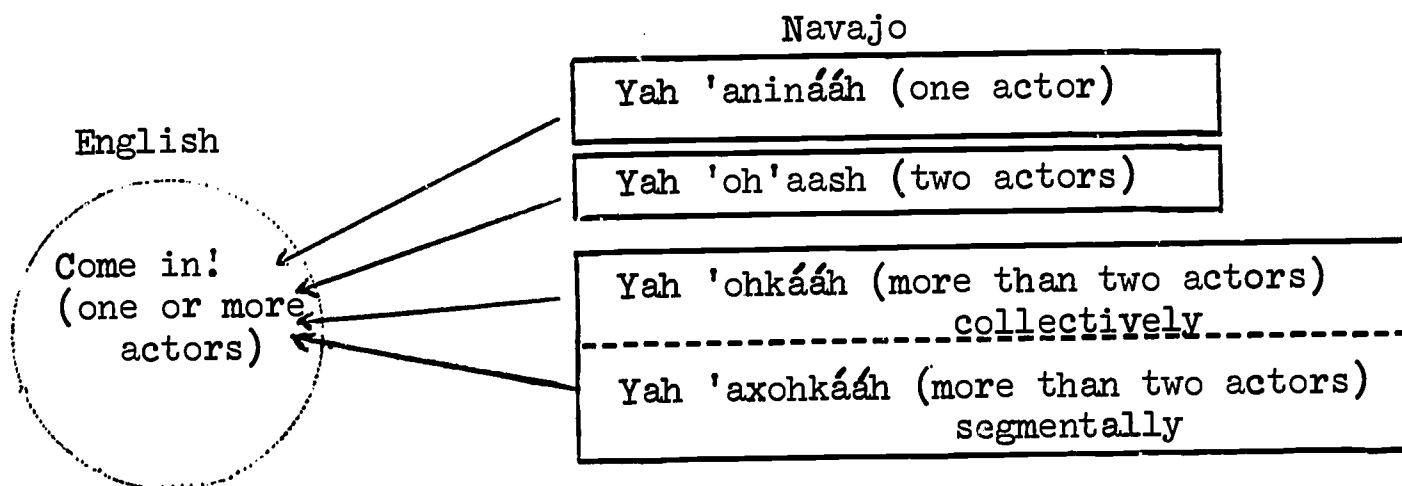 Navajo
Yah 'aninááh (one actor)
English
Yah 'oh'aash (two actors)
Come in!
(one or more
actors)
Yah 'ohkááh (more than two actors)
collectively
Yah 'axohkááh (more than two actors)
segmentally